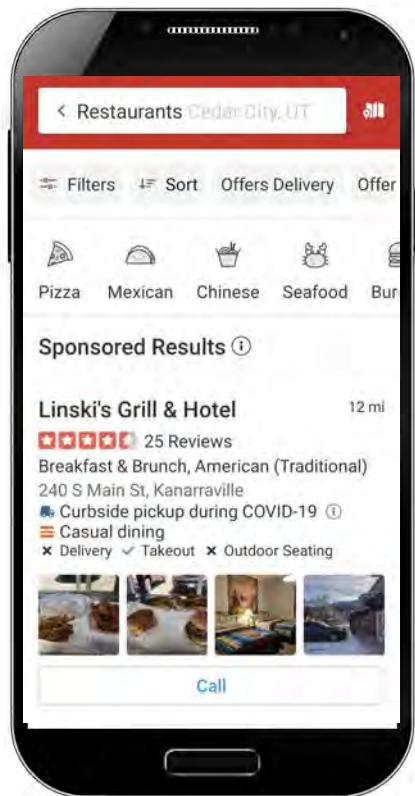 Restaurants Cedar City, UT
Filters Sort Offers Delivery Offer
Pizza Mexican Chinese Seafood Bur
Sponsored Results
Linski's Grill & Hotel 12 mi
25 Reviews
Breakfast & Brunch, American (Traditional)
240 S Main St, Kanarraville
Curbside pickup during COVID-19
Casual dining
× Delivery ✓ Takeout × Outdoor Seating
Call